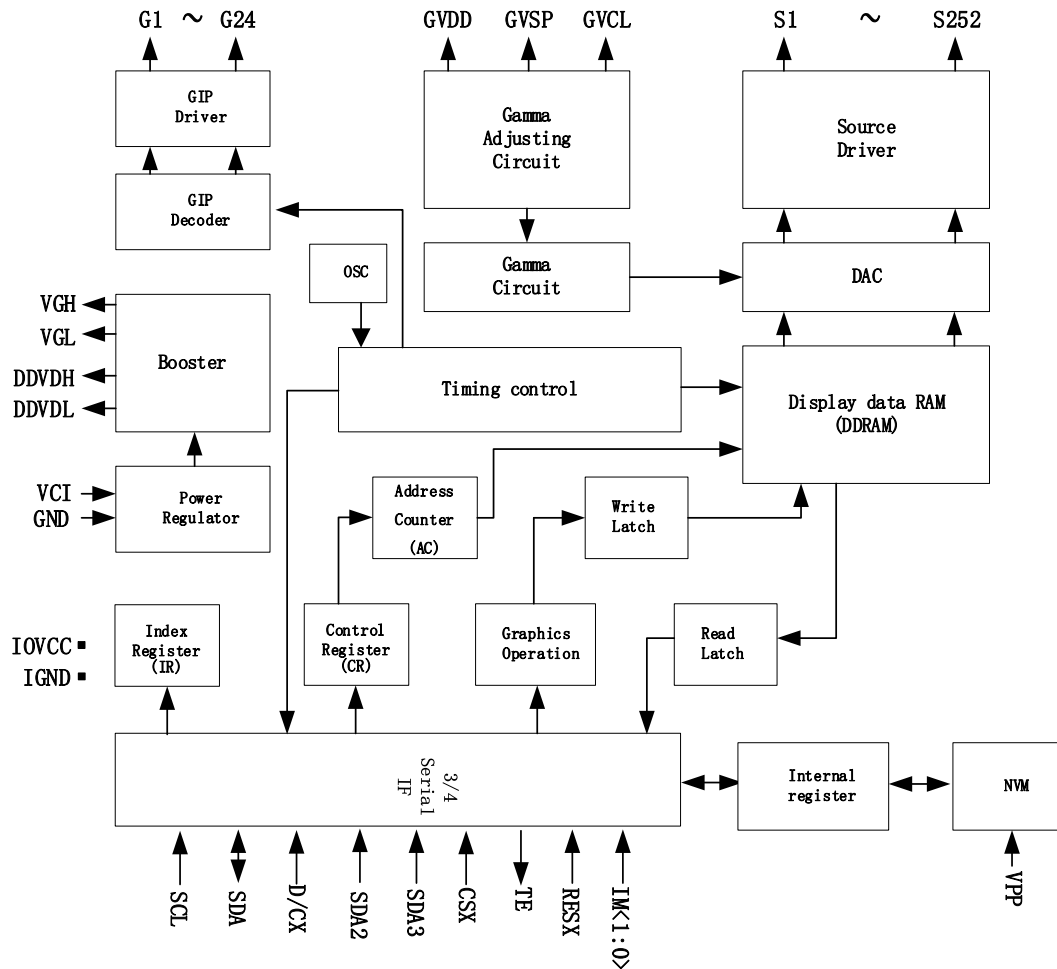 G1 ～ G24
GVDD
GVSP
GVCL
S1 ～ S252
GIP
Driver
Gamma
Adjusting
Circuit
Source
Driver
GIP
Decoder
OSC
Gamma
Circuit
DAC
VGH
VGL
DDVDH
DDVDL
Booster
Timing control
Display data RAM
(DDRAM)
VCI
GND
Power
Regulator
Address
Counter
(AC)
Write
Latch
IOVCC
IGND
Index
Register
(IR)
Control
Register
(CR)
Graphics
Operation
Read
Latch
3/4
Serial
IF
Internal
register
NVM
SCL
SDA
D/CX
SDA2
SDA3
CSX
TE
RESX
IM<1:0>
VPP